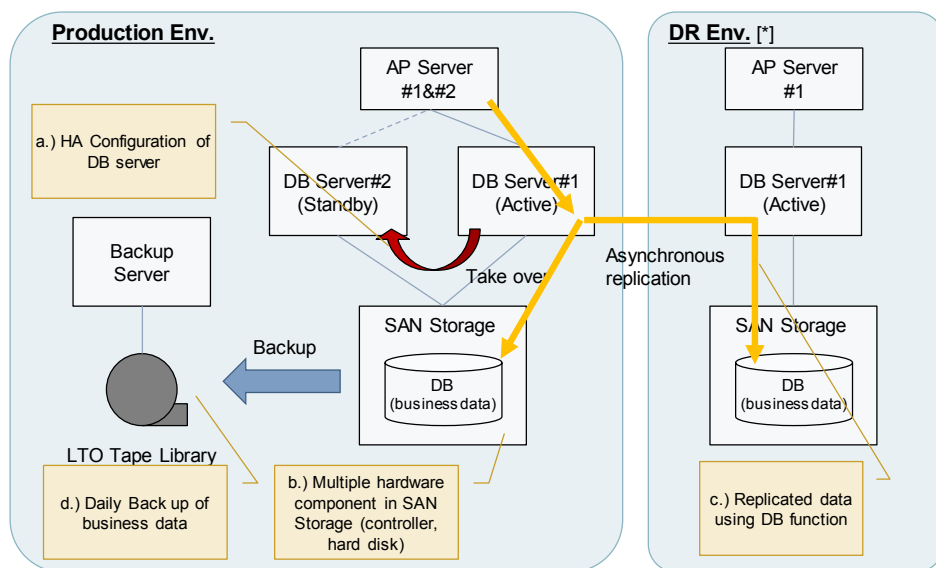 Production Env.
DR Env. [*]
AP Server
#1&#2
AP Server
#1
a.) HA Configuration of
DB server
DB Server#2
(Standby)
DB Server#1
(Active)
DB Server#1
(Active)
Backup
Server
Take over
Asynchronous
replication
SAN Storage
SAN Storage
Backup
DB
(business data)
DB
(business data)
LTO Tape Library
d.) Daily Back up of
business data
b.) Multiple hardware
component in SAN
Storage (controller,
hard disk)
c.) Replicated data
using DB function